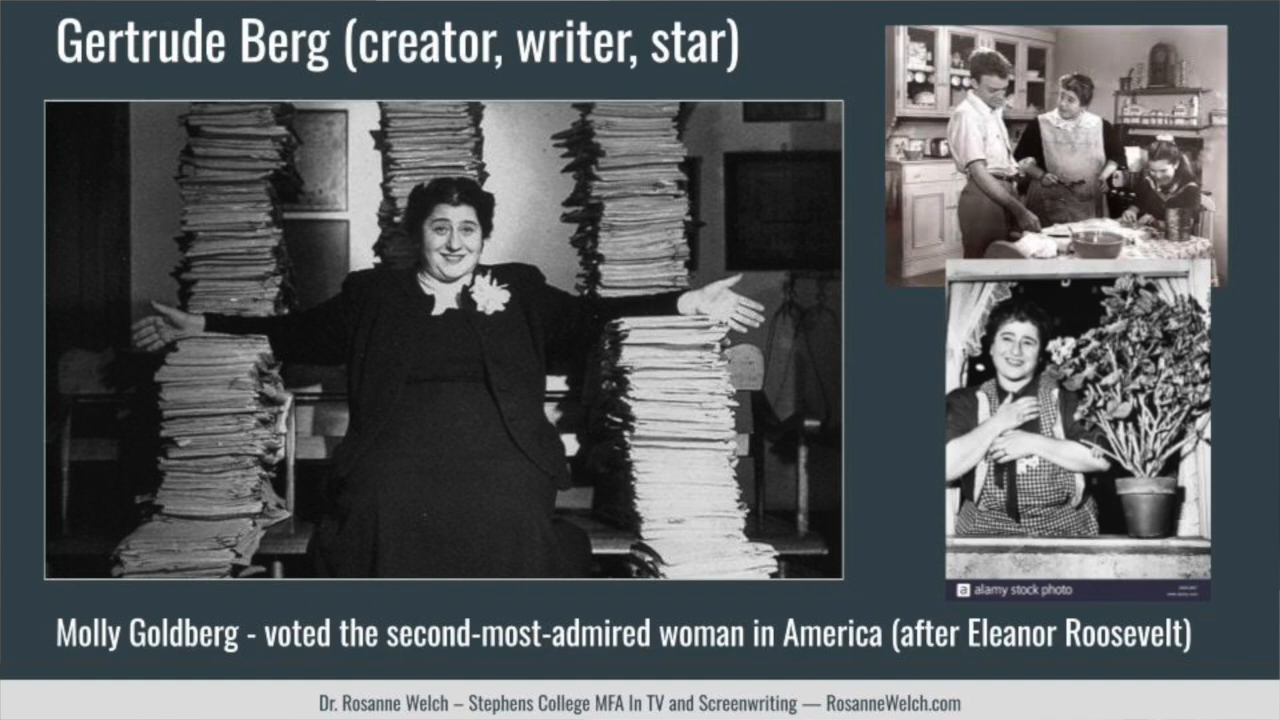 Gertrude Berg (creator, writer, star)
a alamy stock photo
Molly Goldberg - voted the second-most-admired woman in America (after Eleanor Roosevelt)
Dr. Rosanne Welch – Stephens College MFA In TV and Screenwriting — RosanneWelch.com